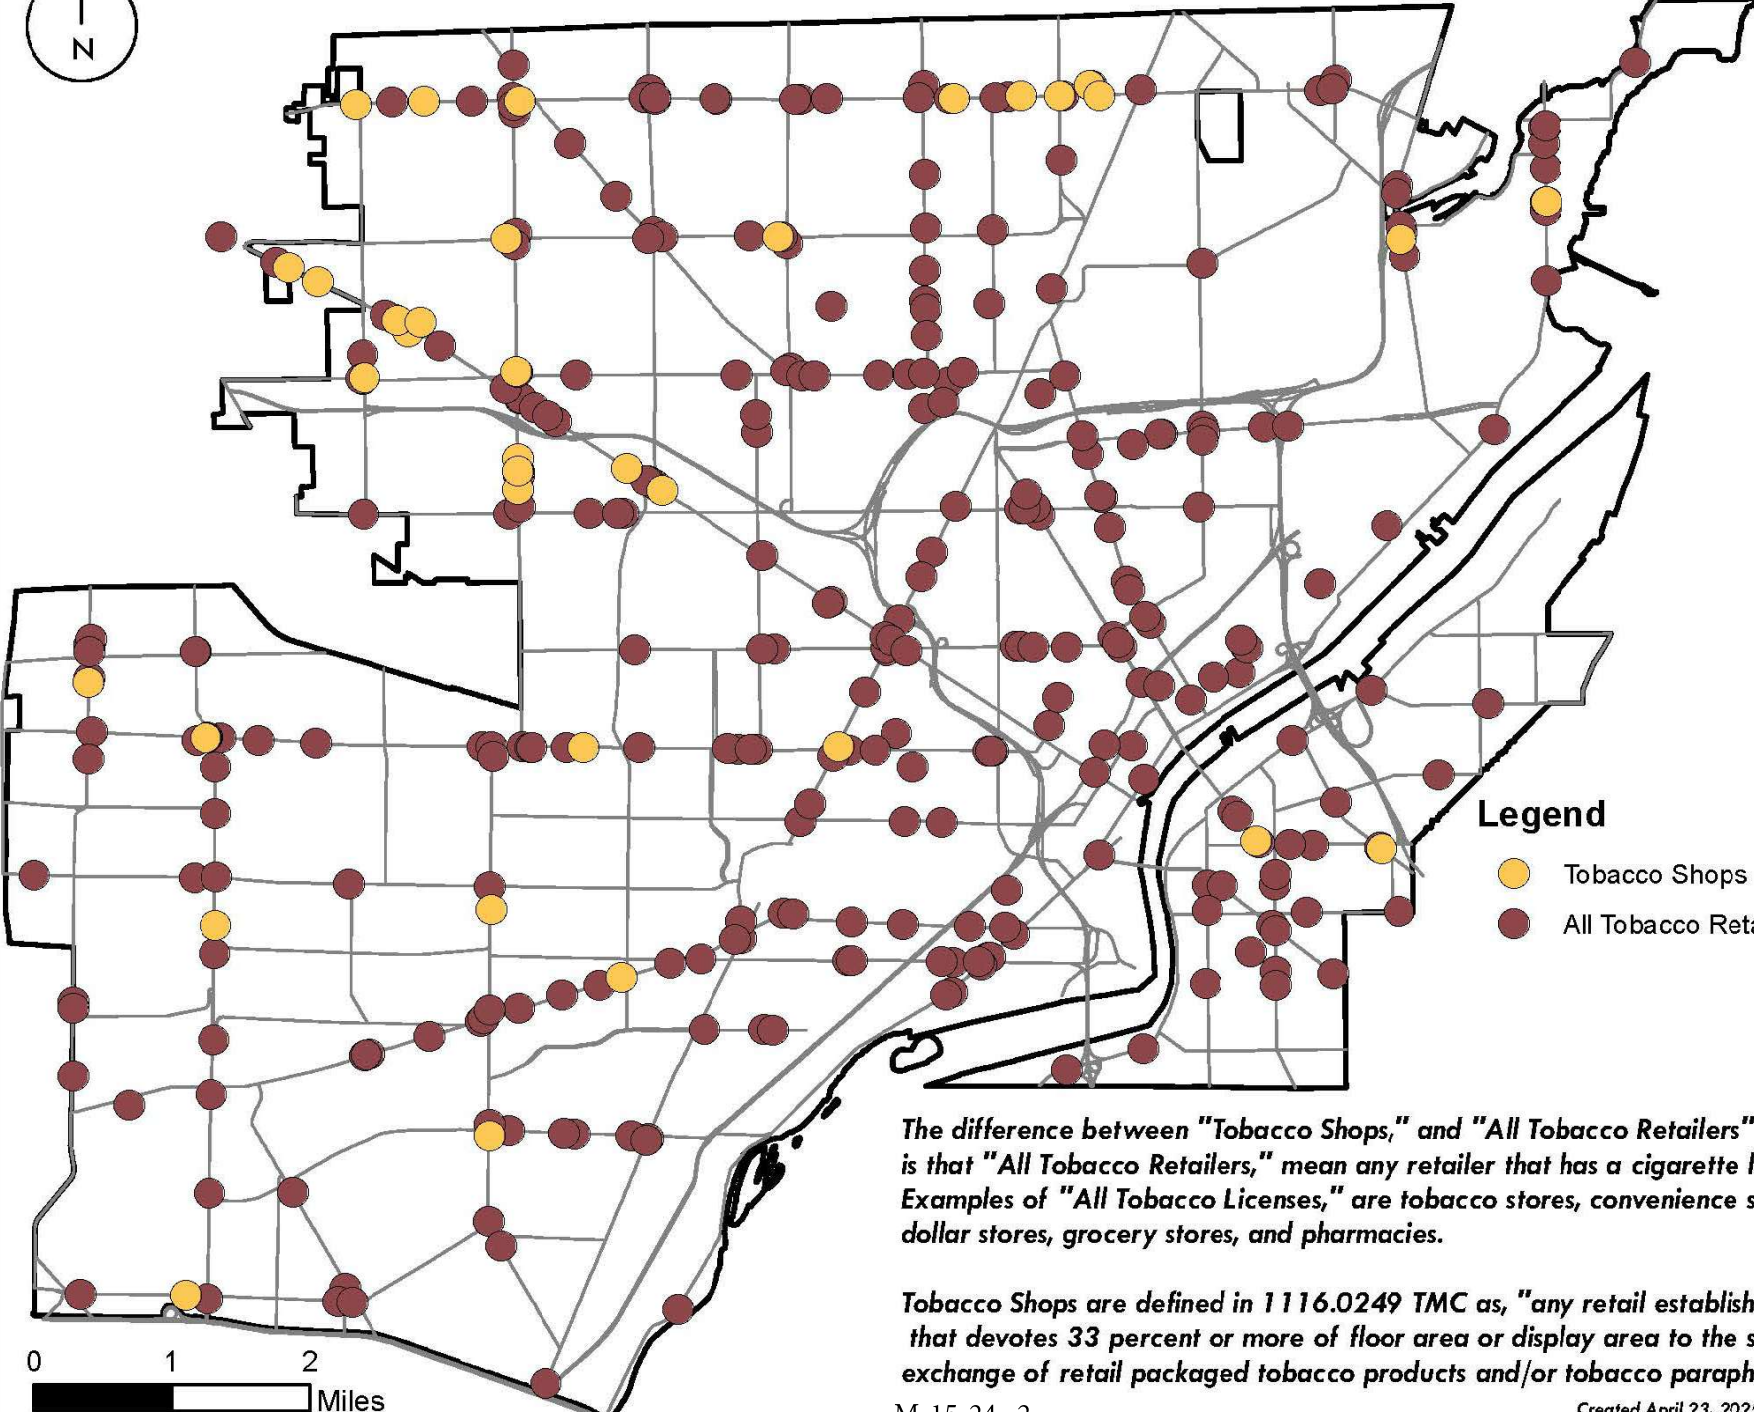 N
Legend
Tobacco Shops
All Tobacco
The difference between "Tobacco Shops," and "All Tobacco Retailers"
is that "All Tobacco Retailers," mean any retailer that has a cigarette
Examples of "All Tobacco Licenses," are tobacco stores, convenience
dollar stores, grocery stores, and pharmacies.
Tobacco Shops are defined in 1116.0249 TMC as, "any retail
that devotes 33 percent or more of floor area or display area to the
exchange of retail packaged tobacco products and/or tobacco
0 1 2
Miles
Created April 23,